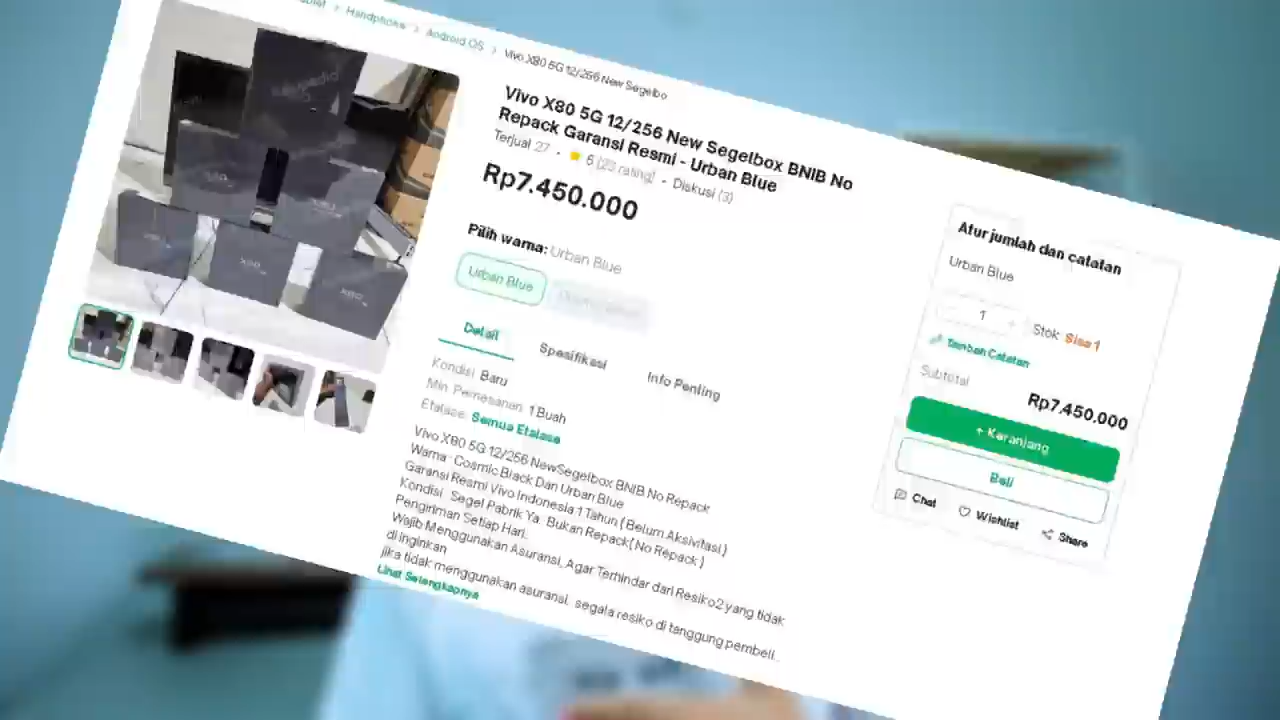 Handphone > Android OS > Vivo X80 5G 12/256 New Segelbo
Vivo X80 5G 12/256 New Segelbox BNIB No
Repack Garansi Resmi - Urban Blue
Terjual 27 • 5 (23 rating) • Diskusi (3)
Rp7.450.000
Pilih warna: Urban Blue
Urban Blue
Detail
Spesifikasi
Info Penting
Kondisi: Baru
Min. Pemesanan: 1 Buah
Etalase: Semua Etalase
Vivo X80 5G 12/256 NewSegelbox BNIB No Repack
Warna : Cosmic Black Dan Urban Blue
Garansi Resmi Vivo Indonesia 1 Tahun ( Belum Aksivitasi )
Kondisi : Segel Pabrik Ya.. Bukan Repack ( No Repack )
Pengiriman Setiap Hari..
Wajib Menggunakan Asuransi, Agar Terhindar dari Resiko2 yang tidak
di inginkan
jika tidak menggunakan asuransi, segala resiko di tanggung pembeli...
Lihat Selengkapnya
Atur jumlah dan catatan
Urban Blue
1
Stok: Sisa 1
Tambah Catatan
Subtotal
Rp7.450.000
+ Keranjang
Beli
Chat
Wishlist
Share